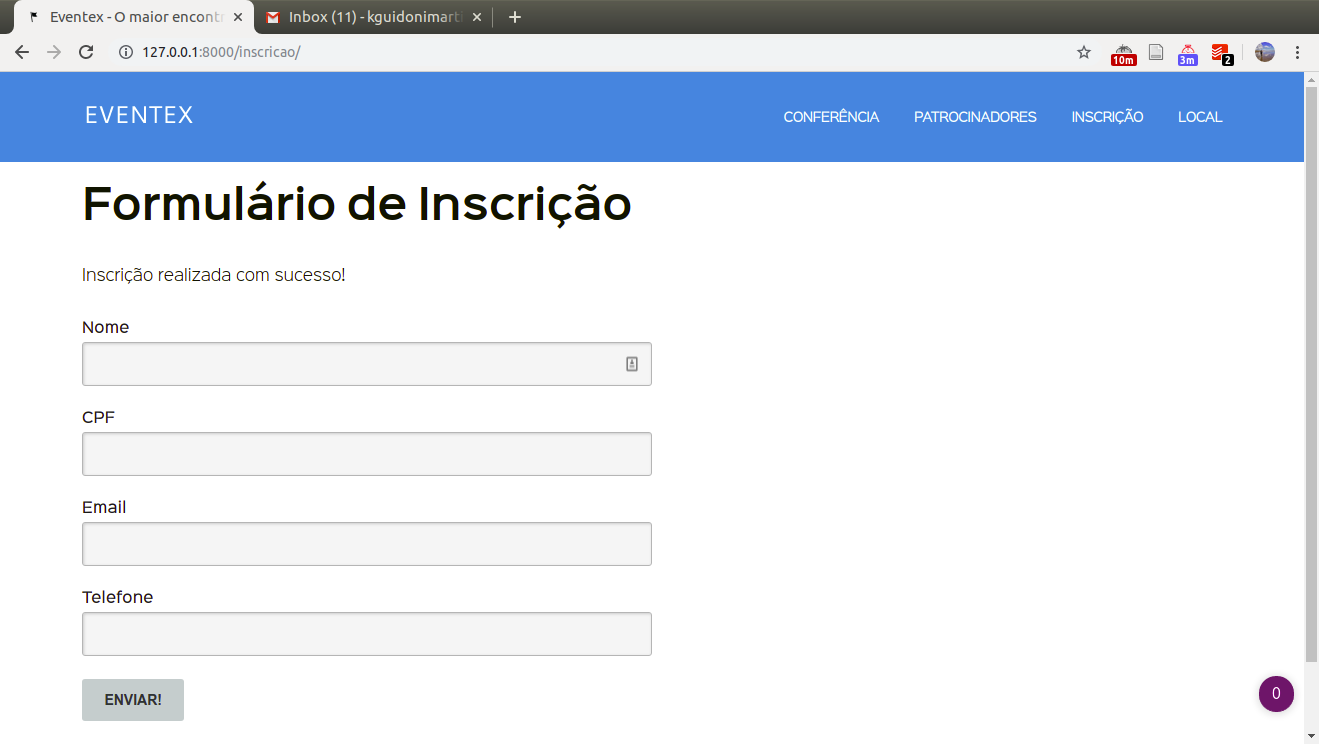 Eventex - O maior encont
Inbox (11) - kguidonimart
127.0.0.1:8000/inscricao/
10m
3m
2
EVENTEX
CONFERÊNCIA
PATROCINADORES
INSCRIÇÃO
LOCAL
Formulário de Inscrição
Inscrição realizada com sucesso!
Nome
CPF
Email
Telefone
ENVIAR!
0